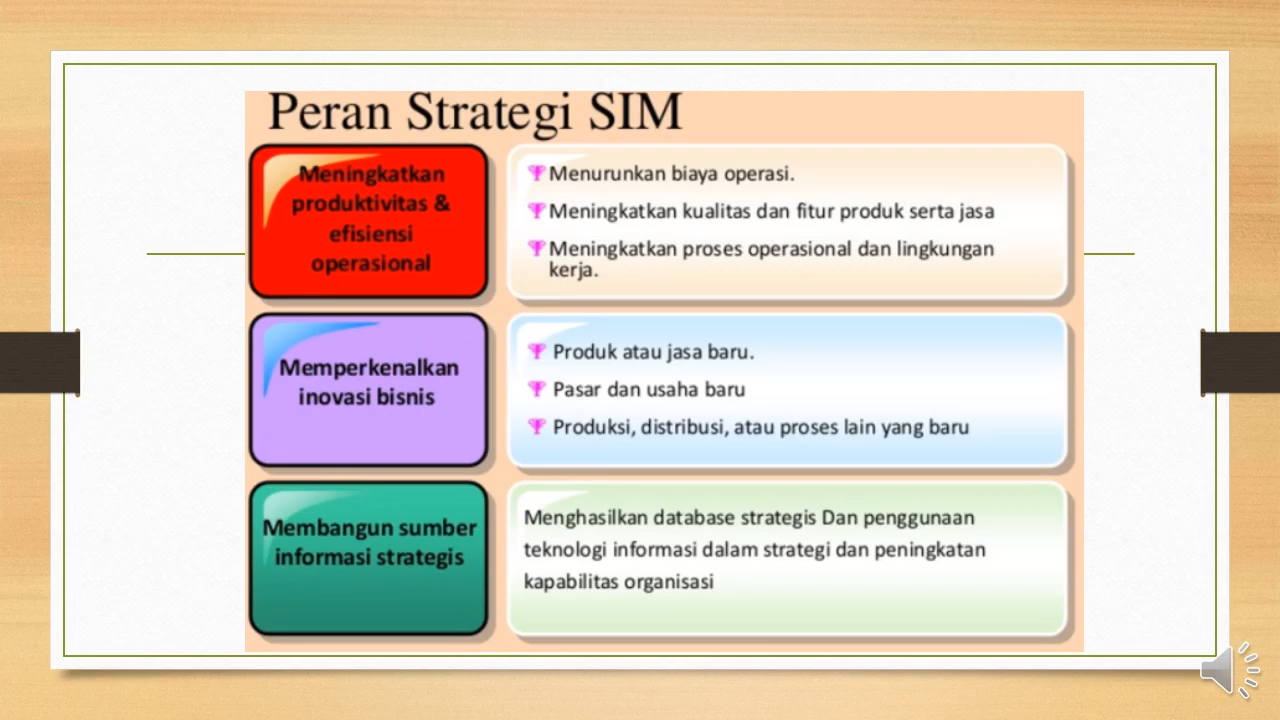 Peran Strategi SIM
Meningkatkan
produktivitas &
efisiensi
operasional
Menurunkan biaya operasi.
Meningkatkan kualitas dan fitur produk serta jasa
Meningkatkan proses operasional dan lingkungan
kerja.
Memperkenalkan
inovasi bisnis
Produk atau jasa baru.
Pasar dan usaha baru
Produksi, distribusi, atau proses lain yang baru
Membangun sumber
informasi strategis
Menghasilkan database strategis Dan penggunaan
teknologi informasi dalam strategi dan peningkatan
kapabilitas organisasi